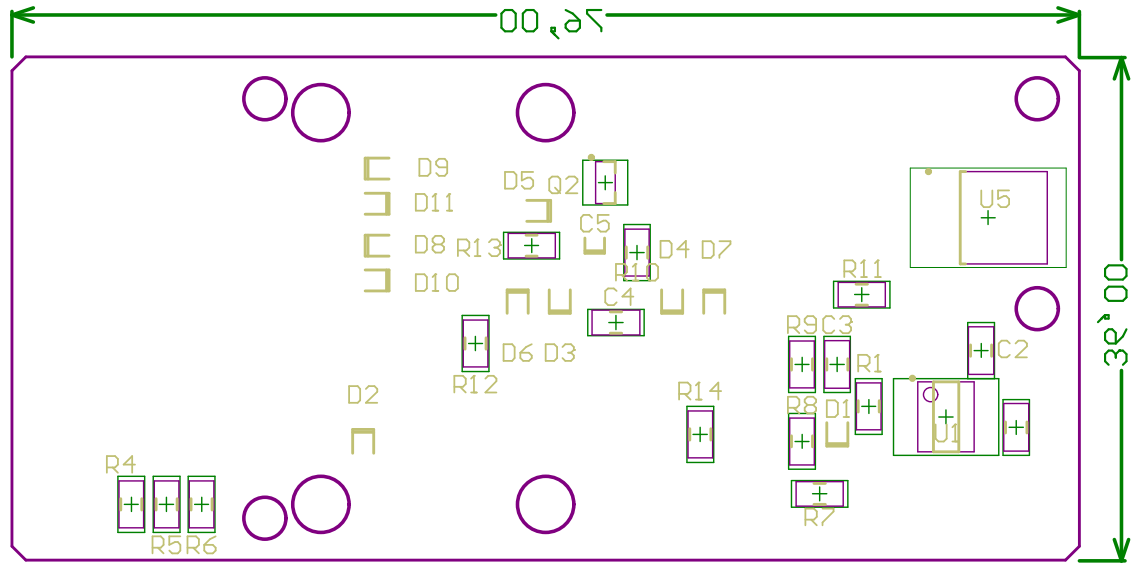 76,00
D9
D5
Q2
D11
U5
C5
D8
R13
D4
D7
R10
R11
D10
C4
36,00
R9
C3
D6
D3
C2
R1
R12
D2
R14
R8
D1
U1
R4
R7
R5
R6